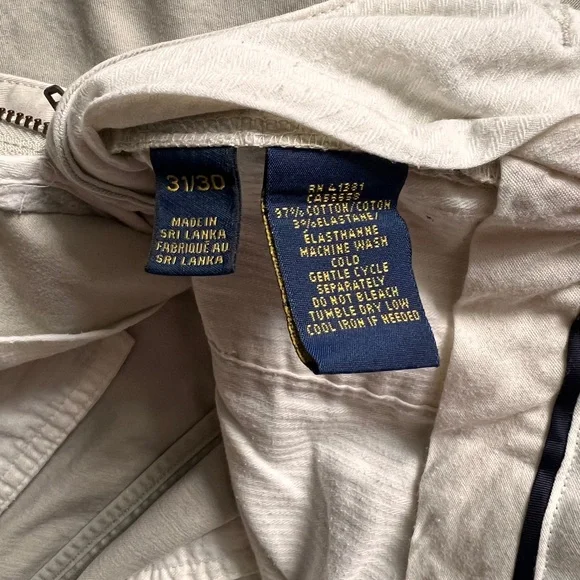 31/30
MADE IN
SRI LANKA
FABRIQUÉ AU
SRI LANKA
RN 41381
97% COTTON/COTON
3% ELASTANE/
ÉLASTHANNE
MACHINE WASH
COLD
GENTLE CYCLE
SEPARATELY
DO NOT BLEACH
TUMBLE DRY LOW
COOL IRON IF NEEDED